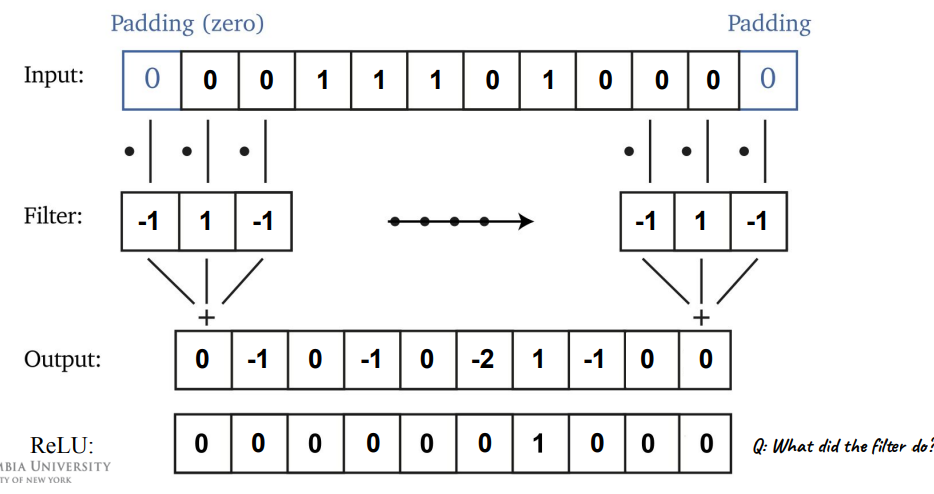 Padding (zero) Padding
Input: 0 0 0 1 1 1 0 1 0 0 0 0
Filter: -1 1 -1 -1 1 -1
+ +
Output: 0 -1 0 -1 0 -2 1 -1 0 0
ReLU: 0 0 0 0 0 0 1 0 0 0 Q: What did the filter do?
MBIA UNIVERSITY
TY OF NEW YORK